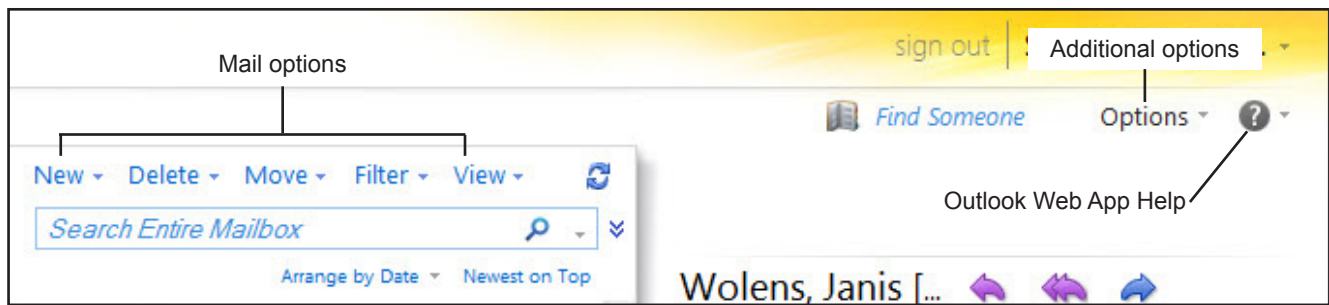 sign out
Additional options
Mail options
Find Someone Options
New Delete Move Filter View
Outlook Web App Help
Search Entire Mailbox
Arrange by Date Newest on Top
Wolens, Janis [...